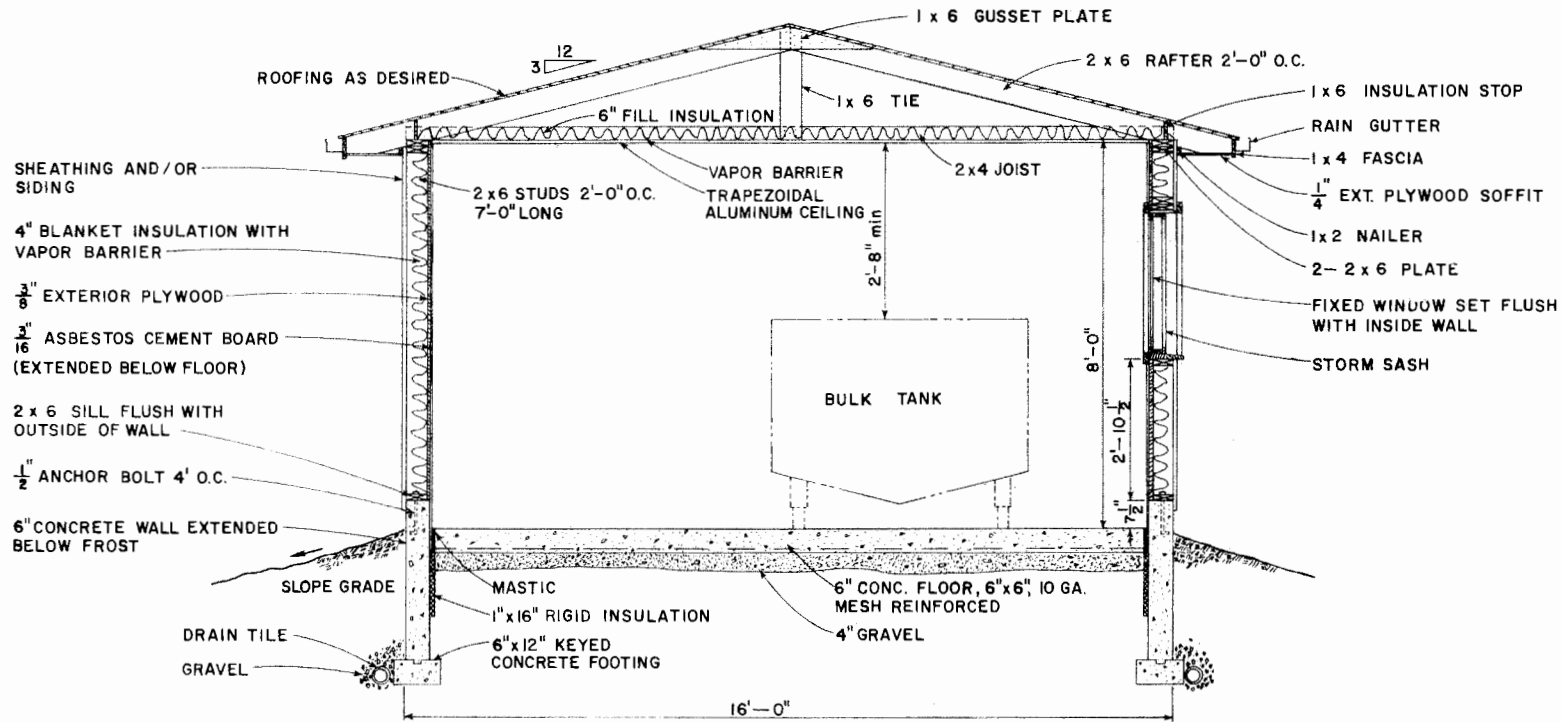 1 x 6 GUSSET PLATE
12
3
ROOFING AS DESIRED
2 x 6 RAFTER 2'-0" O.C.
1 x 6 TIE
6" FILL INSULATION
1 x 6 INSULATION STOP
RAIN GUTTER
1 x 4 FASCIA
1/4" EXT. PLYWOOD SOFFIT
1 x 2 NAILER
2-2 x 6 PLATE
FIXED WINDOW SET FLUSH
WITH INSIDE WALL
STORM SASH
VAPOR BARRIER
TRAPEZOIDAL
ALUMINUM CEILING
2 x 4 JOIST
SHEATHING AND/OR
SIDING
2 x 6 STUDS 2'-0" O.C.
7'-0" LONG
4" BLANKET INSULATION WITH
VAPOR BARRIER
3/8" EXTERIOR PLYWOOD
3/16" ASBESTOS CEMENT BOARD
(EXTENDED BELOW FLOOR)
2 x 6 SILL FLUSH WITH
OUTSIDE OF WALL
1/2" ANCHOR BOLT 4' O.C.
6" CONCRETE WALL EXTENDED
BELOW FROST
2'-8" min
8'-0"
BULK TANK
2'-10 1/2"
7 1/2"
SLOPE GRADE
MASTIC
1" x 16" RIGID INSULATION
6" x 12" KEYED
CONCRETE FOOTING
6" CONC. FLOOR, 6" x 6", 10 GA.
MESH REINFORCED
4" GRAVEL
DRAIN TILE
GRAVEL
16'-0"